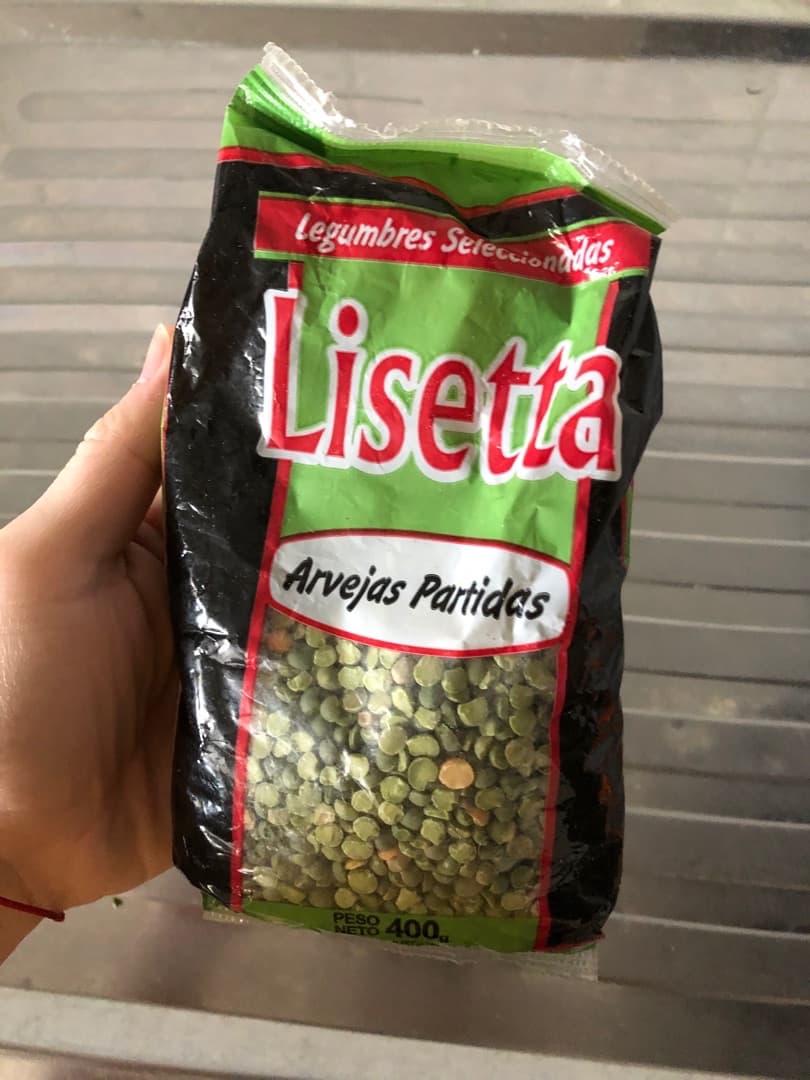 Legumbres Seleccionadas
Lisetta
Arvejas Partidas
PESO
NETO 400g